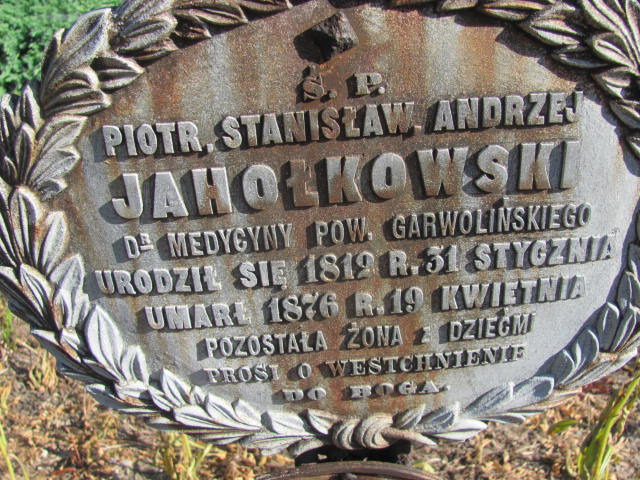 Ś. P.
PIOTR, STANISŁAW, ANDRZEJ
JAHOŁKOWSKI
DR MEDYCYNY POW. GARWOLIŃSKIEGO
URODZIŁ SIĘ 1812 R. 31 STYCZNIA
UMARŁ 1876 R. 19 KWIETNIA
POZOSTAŁA ŻONA Z DZIEĆMI
PROSI O WESTCHNIENIE
DO BOGA.